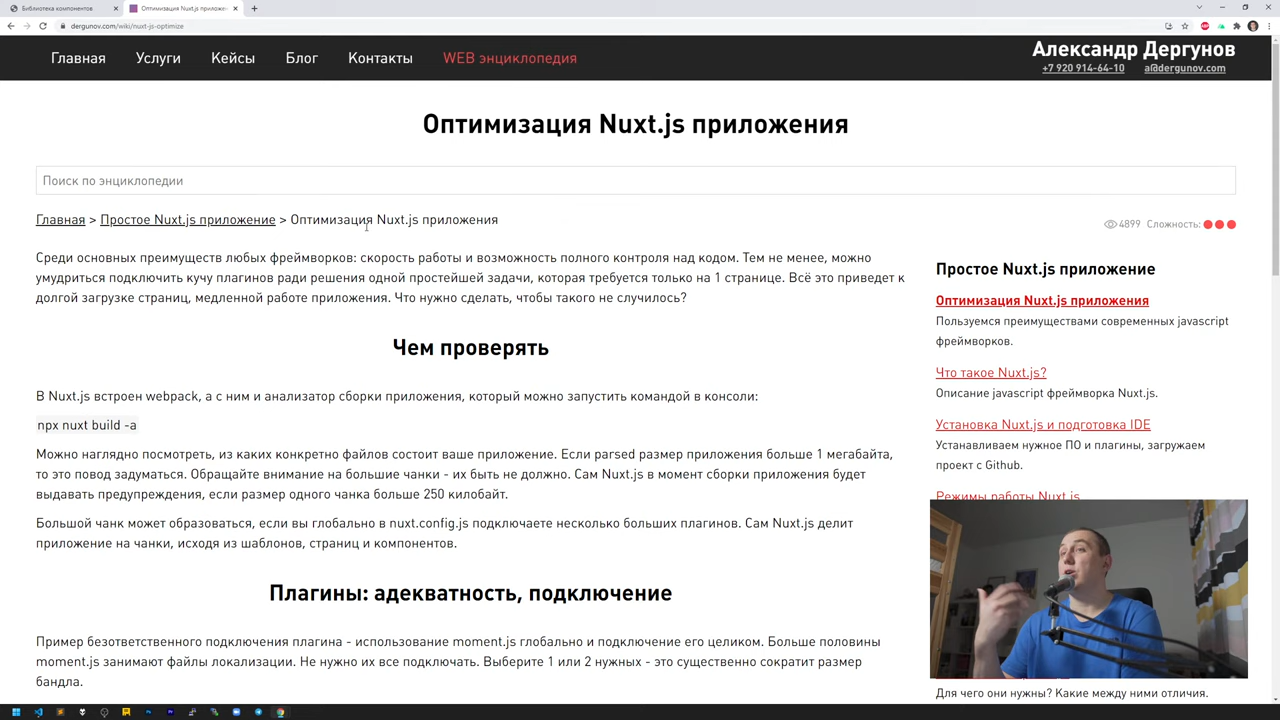 Библиотека компонентов
Оптимизация Nuxt.js приложен
dergunov.com/wiki/nuxt-js-optimize
Главная Услуги Кейсы Блог Контакты WEB энциклопедия
Александр Дергунов
+7 920 914-64-10 a@dergunov.com
Оптимизация Nuxt.js приложения
Поиск по энциклопедии
Главная > Простое Nuxt.js приложение > Оптимизация Nuxt.js приложения
4899 Сложность:
Среди основных преимуществ любых фреймворков: скорость работы и возможность полного контроля над кодом. Тем не менее, можно
умудриться подключить кучу плагинов ради решения одной простейшей задачи, которая требуется только на 1 странице. Всё это приведет к
долгой загрузке страниц, медленной работе приложения. Что нужно сделать, чтобы такого не случилось?
Чем проверять
В Nuxt.js встроен webpack, а с ним и анализатор сборки приложения, который можно запустить командой в консоли:
npx nuxt build -a
Можно наглядно посмотреть, из каких конкретно файлов состоит ваше приложение. Если parsed размер приложения больше 1 мегабайта,
то это повод задуматься. Обращайте внимание на большие чанки - их быть не должно. Сам Nuxt.js в момент сборки приложения будет
выдавать предупреждения, если размер одного чанка больше 250 килобайт.
Большой чанк может образоваться, если вы глобально в nuxt.config.js подключаете несколько больших плагинов. Сам Nuxt.js делит
приложение на чанки, исходя из шаблонов, страниц и компонентов.
Плагины: адекватность, подключение
Пример безответственного подключения плагина - использование moment.js глобально и подключение его целиком. Больше половины
moment.js занимают файлы локализации. Не нужно их все подключать. Выберите 1 или 2 нужных - это существенно сократит размер
бандла.
Простое Nuxt.js приложение
Оптимизация Nuxt.js приложения
Пользуемся преимуществами современных javascript
фреймворков.
Что такое Nuxt.js?
Описание javascript фреймворка Nuxt.js.
Установка Nuxt.js и подготовка IDE
Устанавливаем нужное ПО и плагины, загружаем
проект с Github.
Режимы работы Nuxt.js
Для чего они нужны? Какие между ними отличия.